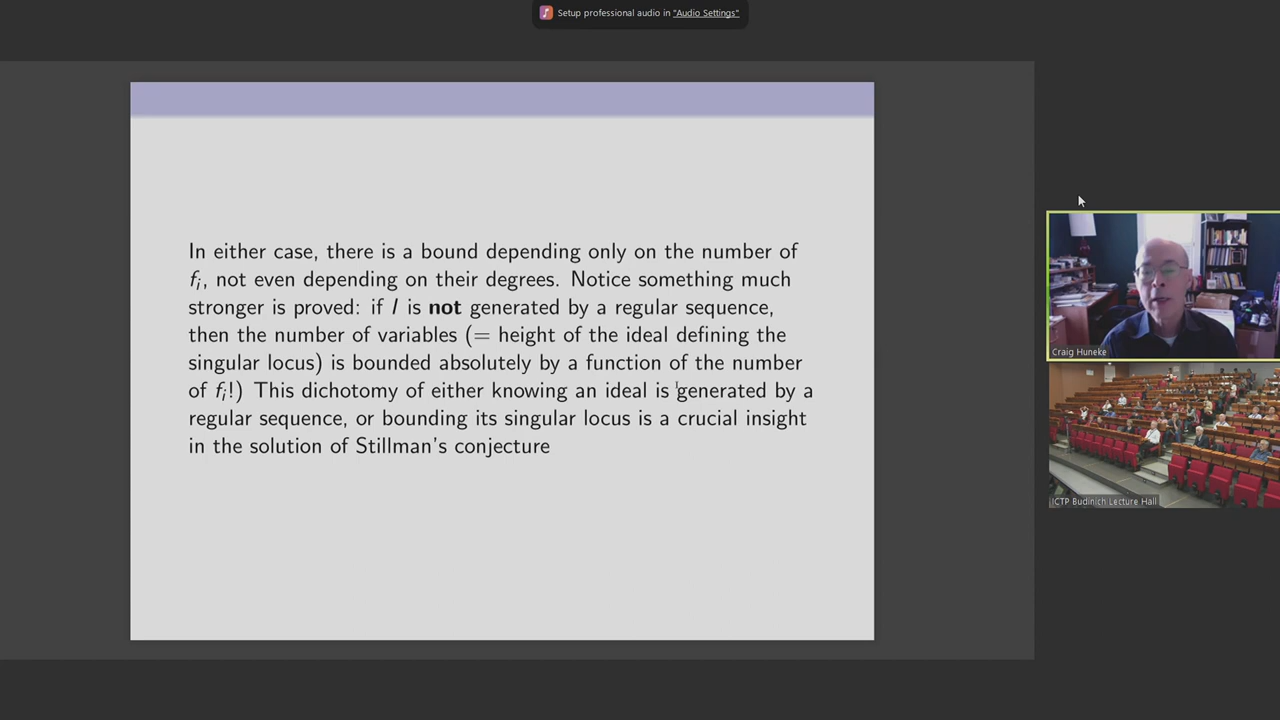 Setup professional audio in "Audio Settings"
In either case, there is a bound depending only on the number of
fi, not even depending on their degrees. Notice something much
stronger is proved: if I is not generated by a regular sequence,
then the number of variables (= height of the ideal defining the
singular locus) is bounded absolutely by a function of the number
of fi!) This dichotomy of either knowing an ideal is generated by a
regular sequence, or bounding its singular locus is a crucial insight
in the solution of Stillman's conjecture
Craig Huneke
ICTP Budinich Lecture Hall